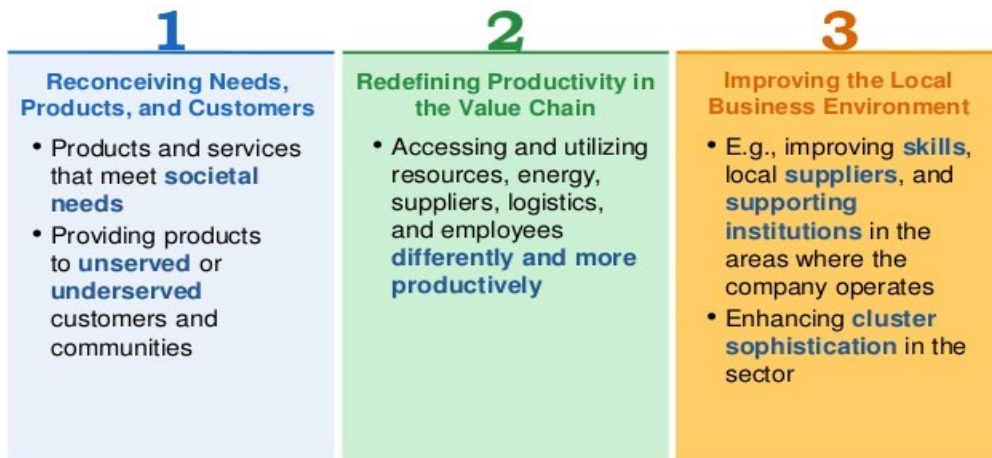 1
Reconceiving Needs,
Products, and Customers
• Products and services
that meet societal
needs
• Providing products
to unserved or
underserved
customers and
communities
2
Redefining Productivity in
the Value Chain
• Accessing and utilizing
resources, energy,
suppliers, logistics,
and employees
differently and more
productively
3
Improving the Local
Business Environment
• E.g., improving skills,
local suppliers, and
supporting
institutions in the
areas where the
company operates
• Enhancing cluster
sophistication in the
sector